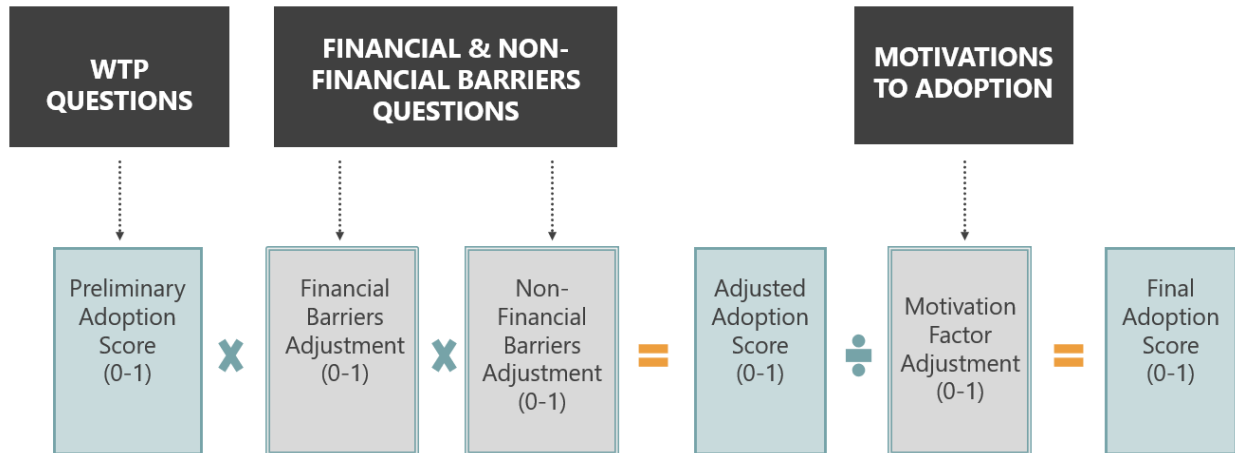 WTP
QUESTIONS
FINANCIAL & NON-
FINANCIAL BARRIERS
QUESTIONS
MOTIVATIONS
TO ADOPTION
Preliminary
Adoption
Score
(0-1)
×
Financial
Barriers
Adjustment
(0-1)
×
Non-
Financial
Barriers
Adjustment
(0-1)
=
Adjusted
Adoption
Score
(0-1)
÷
Motivation
Factor
Adjustment
(0-1)
=
Final
Adoption
Score
(0-1)